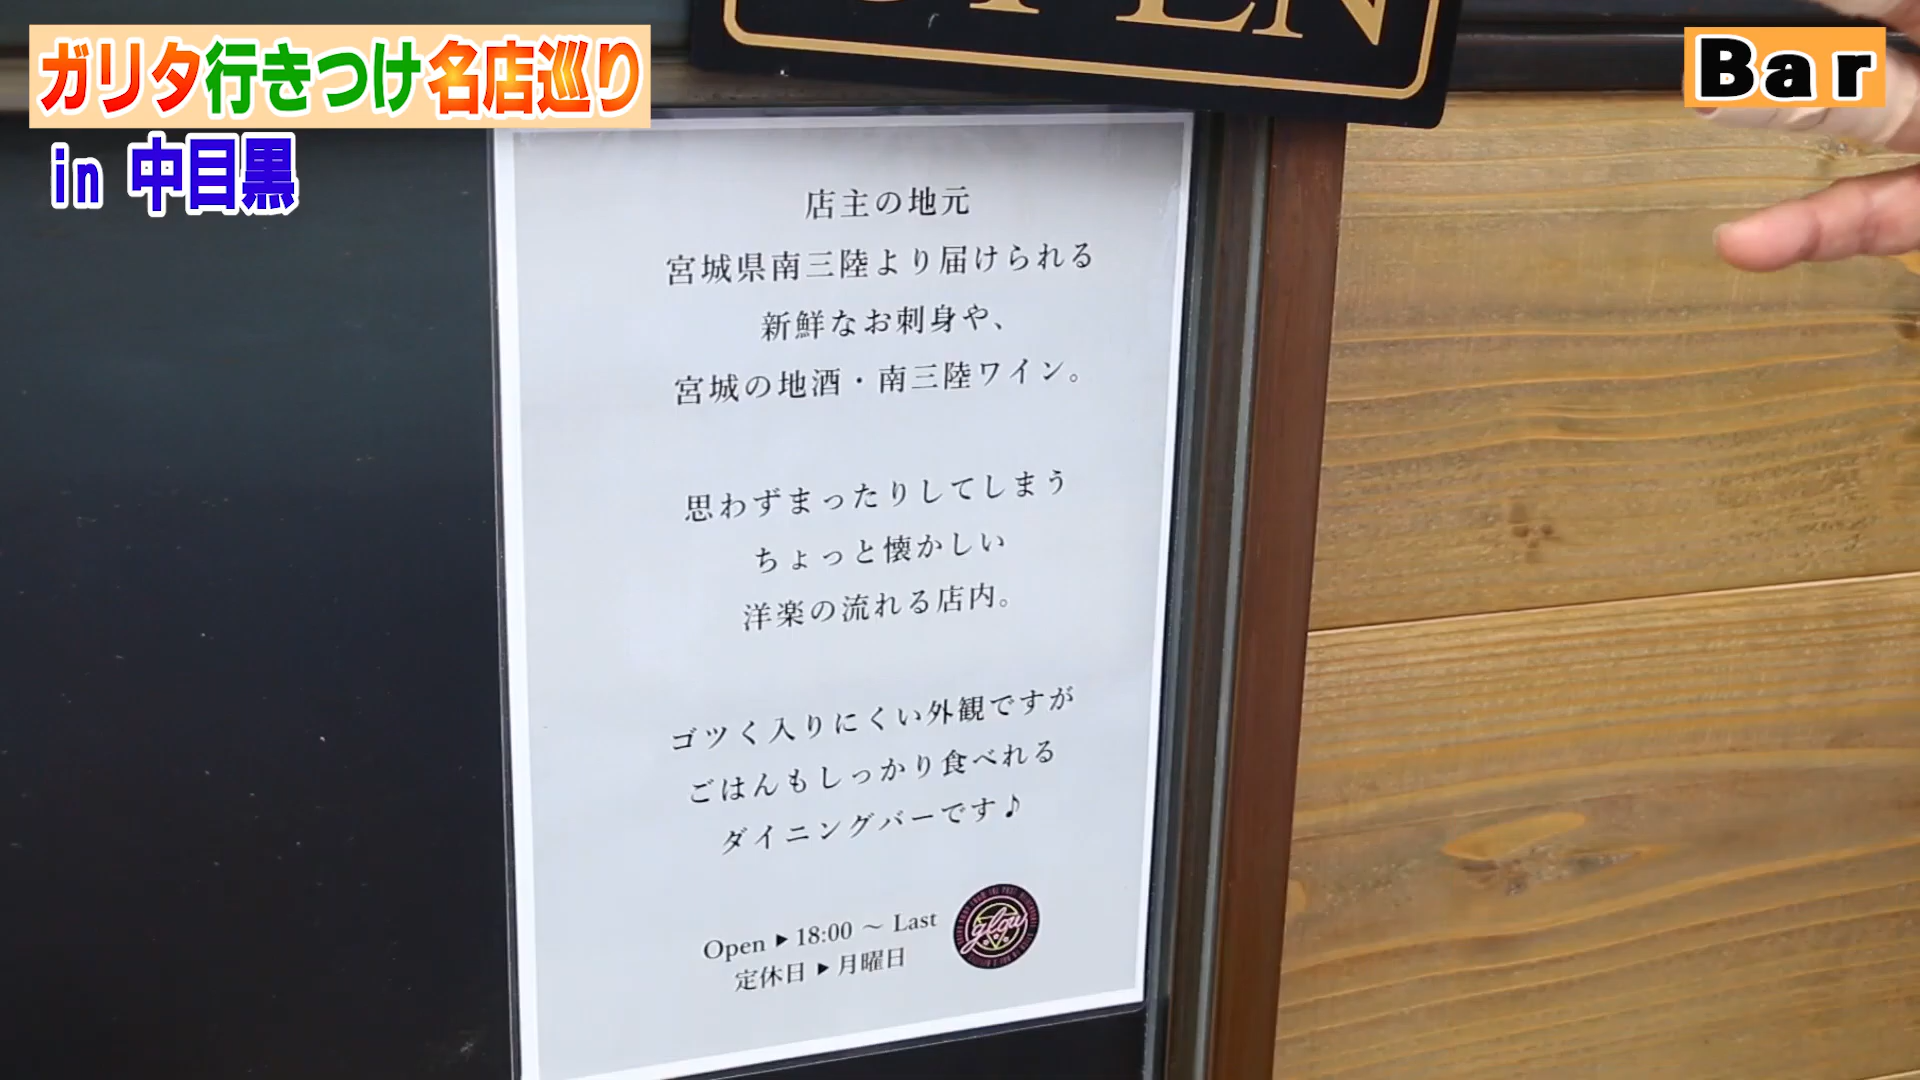 ガリタ行きつけ名店巡り
in 中目黒
Bar
OPEN
店主の地元
宮城県南三陸より届けられる
新鮮なお刺身や、
宮城の地酒・南三陸ワイン。
思わずまったりしてしまう
ちょっと懐かしい
洋楽の流れる店内。
ゴツく入りにくい外観ですが
ごはんもしっかり食べれる
ダイニングバーです♪
Open ▶ 18:00 ～ Last
定休日 ▶ 月曜日
glow